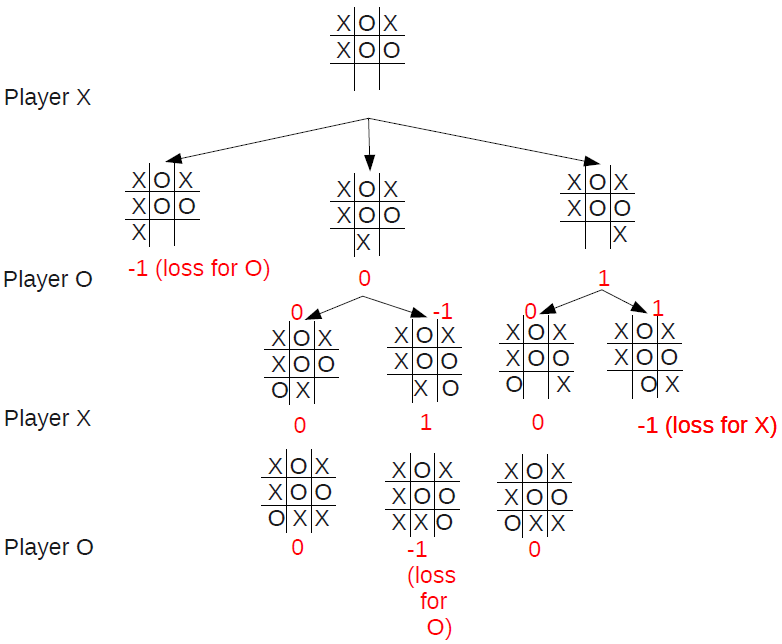 X O X
X O O
Player X
X O X
X O O
X
X O X
X O O
X
X O X
X O O
X
Player O
-1 (loss for O)
0
1
0
-1
0
1
X O X
X O O
O X
X O X
X O O
X O
X O X
X O O
O X
X O X
X O O
O X
Player X
0
1
0
-1 (loss for X)
X O X
X O O
O X X
X O X
X O O
X X O
X O X
X O O
O X X
Player O
0
-1
(loss
for
O)
0